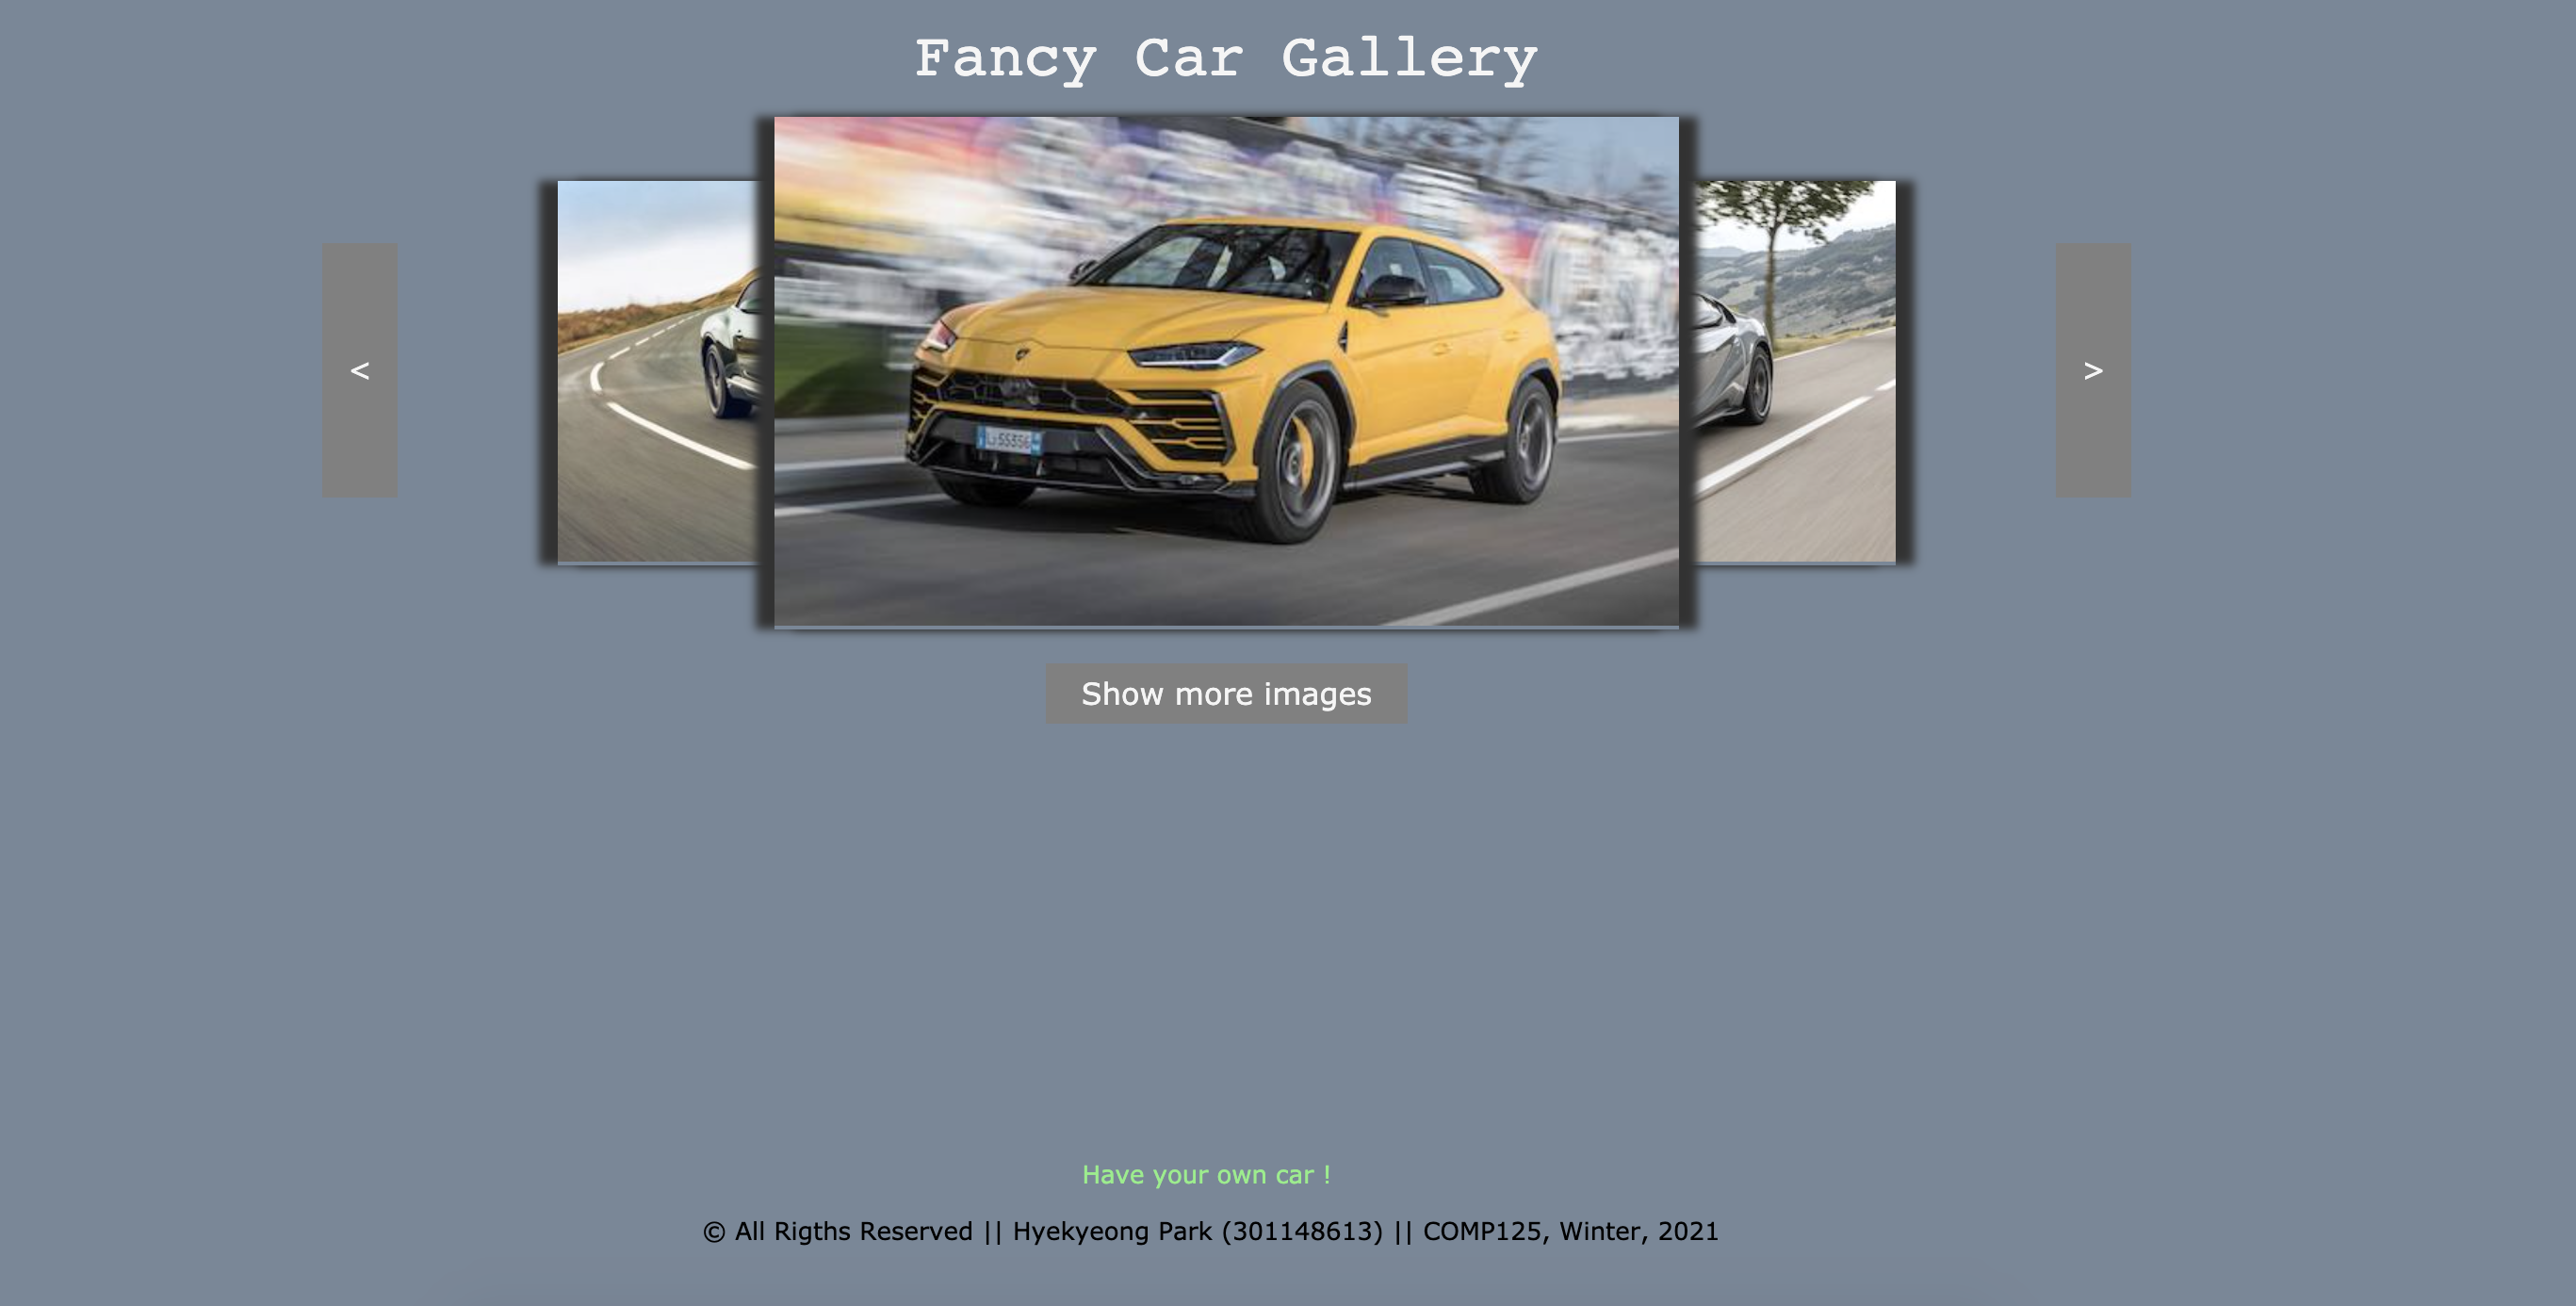 Fancy Car Gallery
<
>
Show more images
Have your own car !
© All Rigths Reserved || Hyekyeong Park (301148613) || COMP125, Winter, 2021